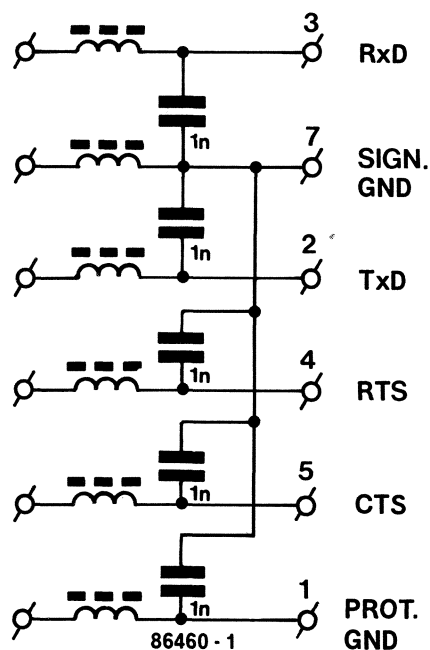 3
RxD
1n
7
SIGN.
GND
1n
2
TxD
1n
4
RTS
1n
5
CTS
1n
1
PROT.
GND
86460 - 1